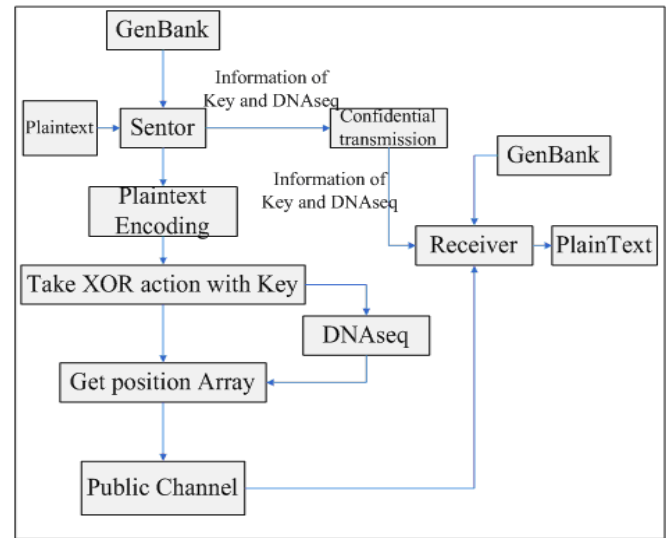 GenBank
Information of
Key and DNAseq
Plaintext
Sentor
Confidential
transmission
GenBank
Information of
Key and DNAseq
Plaintext
Encoding
Receiver
PlainText
Take XOR action with Key
DNAseq
Get position Array
Public Channel